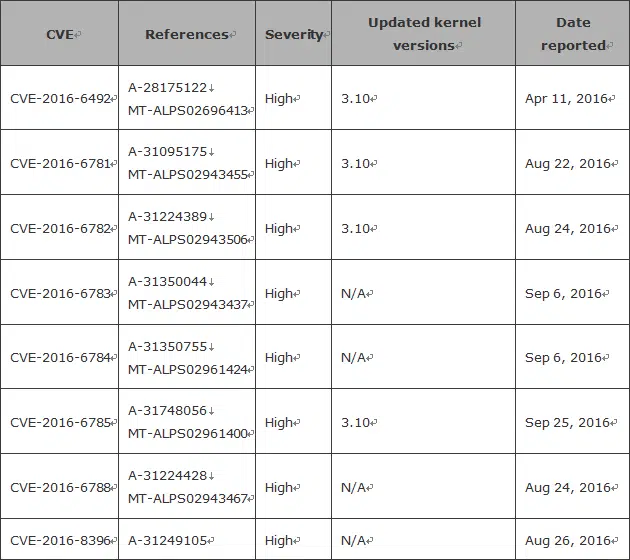 CVE References Severity Updated kernel versions Date reported
CVE-2016-6492 A-28175122 MT-ALPS02696413 High 3.10 Apr 11, 2016
CVE-2016-6781 A-31095175 MT-ALPS02943455 High 3.10 Aug 22, 2016
CVE-2016-6782 A-31224389 MT-ALPS02943506 High 3.10 Aug 24, 2016
CVE-2016-6783 A-31350044 MT-ALPS02943437 High N/A Sep 6, 2016
CVE-2016-6784 A-31350755 MT-ALPS02961424 High N/A Sep 6, 2016
CVE-2016-6785 A-31748056 MT-ALPS02961400 High 3.10 Sep 25, 2016
CVE-2016-6788 A-31224428 MT-ALPS02943467 High N/A Aug 24, 2016
CVE-2016-8396 A-31249105 High N/A Aug 26, 2016